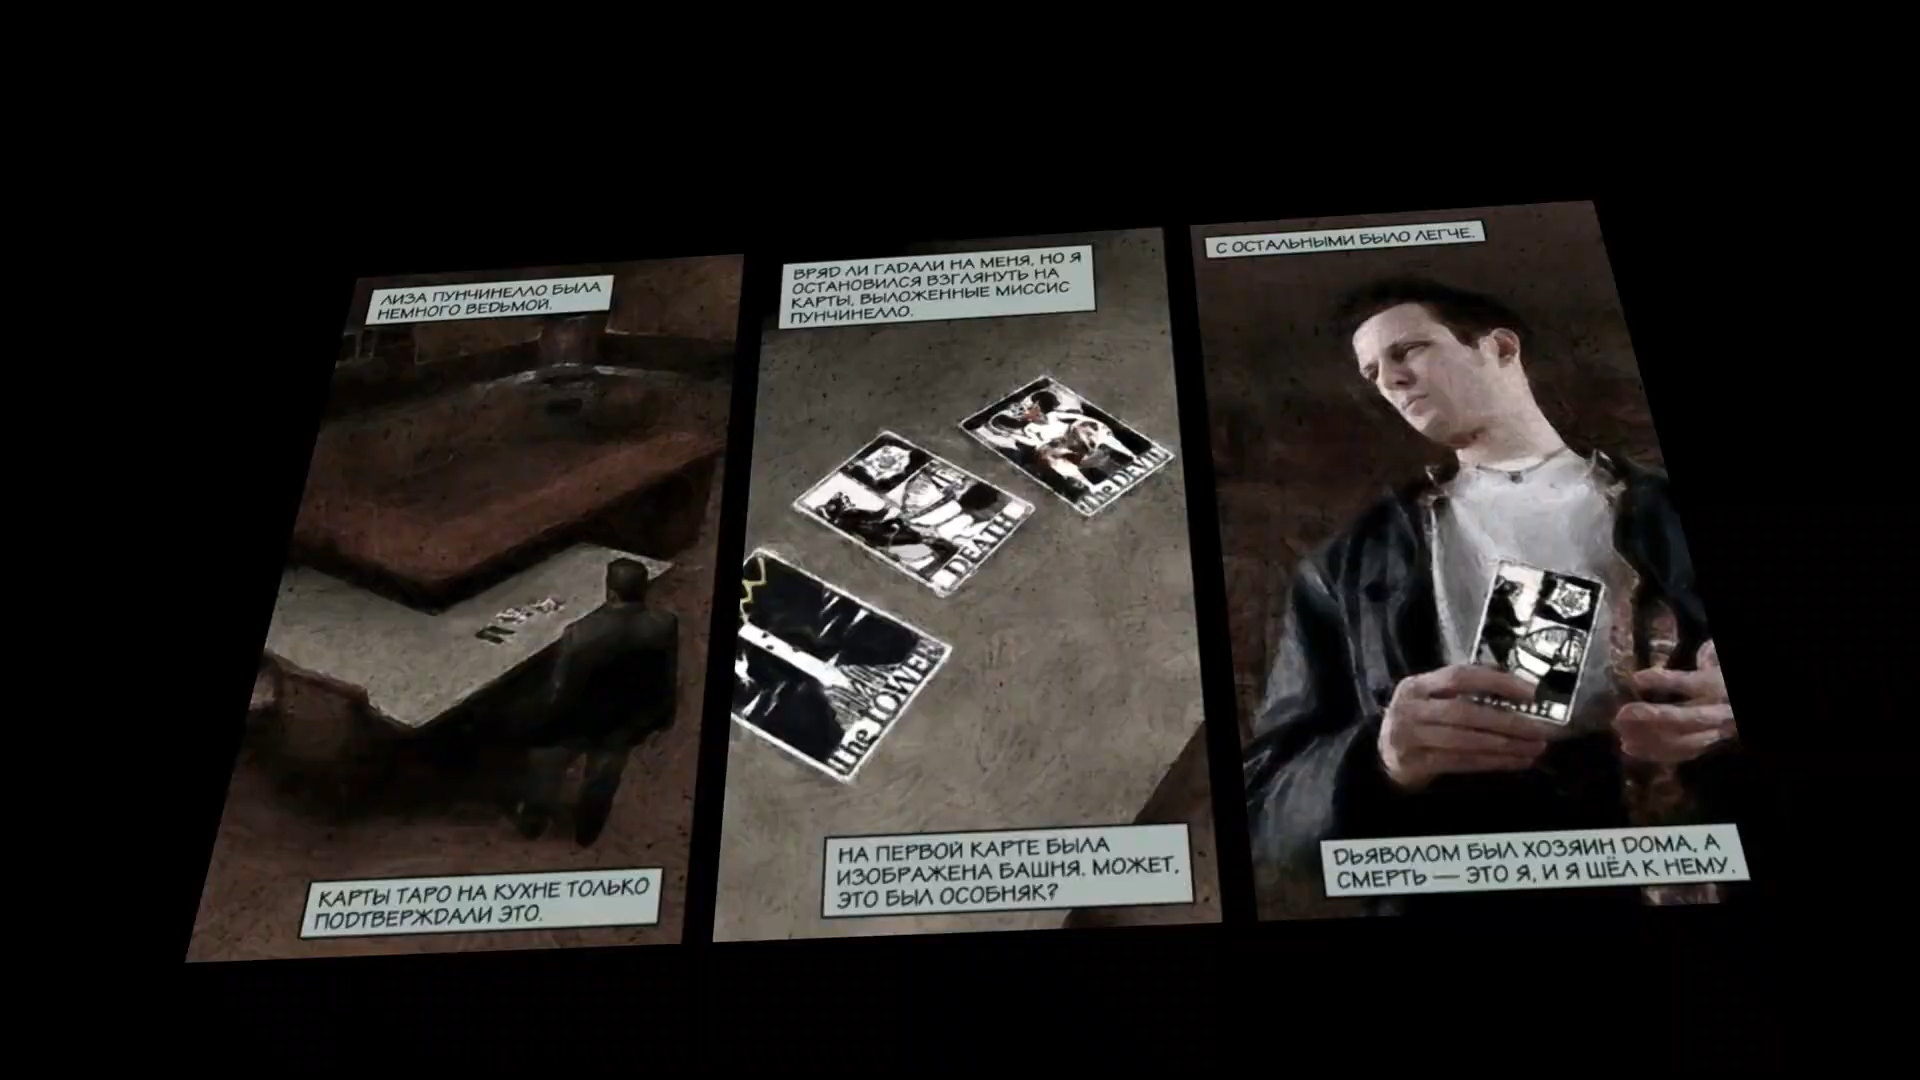 ЛИЗА ПУНЧИНЕЛЛО БЫЛА
НЕМНОГО ВЕДЬМОЙ.
КАРТЫ ТАРО НА КУХНЕ ТОЛЬКО
ПОДТВЕРЖДАЛИ ЭТО.
ВРЯД ЛИ ГАДАЛИ НА МЕНЯ, НО Я
ОСТАНОВИЛСЯ ВЗГЛЯНУТЬ НА
КАРТЫ, ВЫЛОЖЕННЫЕ МИССИС
ПУНЧИНЕЛЛО.
The DEVIL
DEATH
The TOWER
НА ПЕРВОЙ КАРТЕ БЫЛА
ИЗОБРАЖЕНА БАШНЯ. МОЖЕТ,
ЭТО БЫЛ ОСОБНЯК?
С ОСТАЛЬНЫМИ БЫЛО ЛЕГЧЕ.
ДЬЯВОЛОМ БЫЛ ХОЗЯИН ДОМА, А
СМЕРТЬ — ЭТО Я, И Я ШЁЛ К НЕМУ.